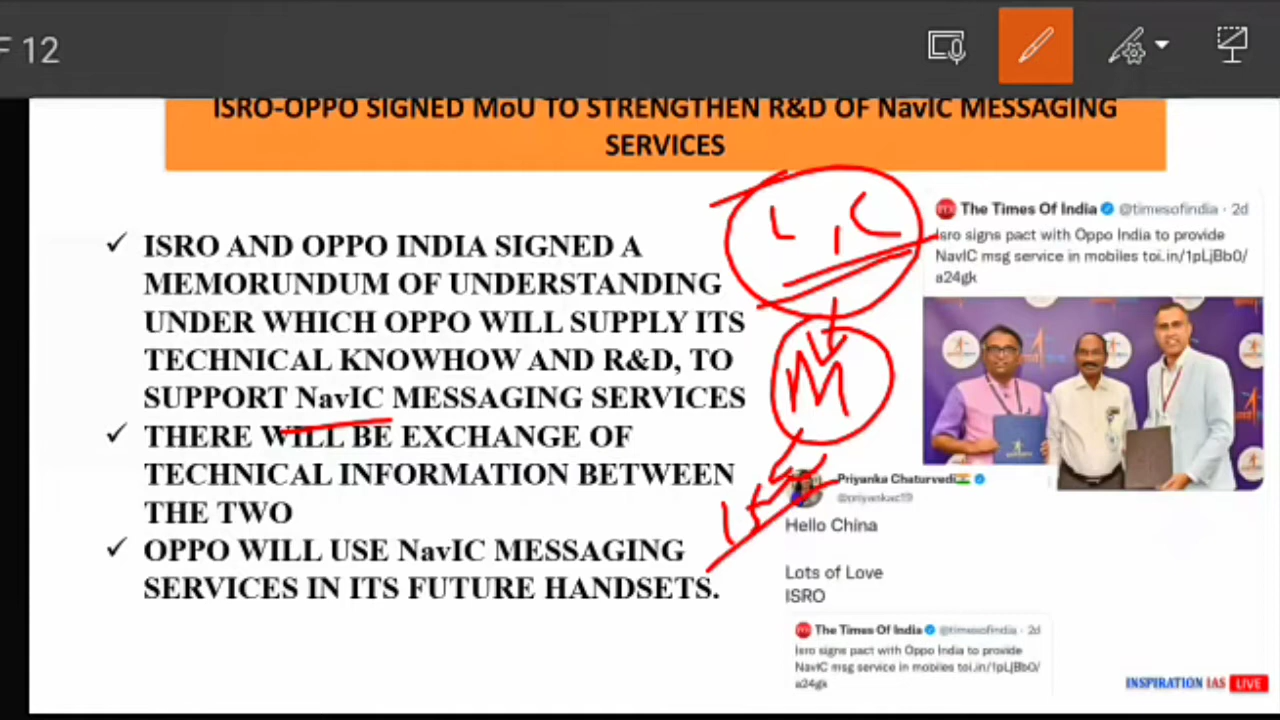 F 12
ISRO-OPPO SIGNED MoU TO STRENGTHEN R&D OF NavIC MESSAGING
SERVICES
✓ ISRO AND OPPO INDIA SIGNED A
MEMORUNDUM OF UNDERSTANDING
UNDER WHICH OPPO WILL SUPPLY ITS
TECHNICAL KNOWHOW AND R&D, TO
SUPPORT NavIC MESSAGING SERVICES
✓ THERE WILL BE EXCHANGE OF
TECHNICAL INFORMATION BETWEEN
THE TWO
✓ OPPO WILL USE NavIC MESSAGING
SERVICES IN ITS FUTURE HANDSETS.
L I C
M
The Times Of India @timesofindia · 2d
Isro signs pact with Oppo India to provide
NavIC msg service in mobiles toi.in/1pLjBb0/
a24gk
Priyanka Chaturvedi
@priyankac19
Hello China
Lots of Love
ISRO
The Times Of India @timesofindia · 2d
Isro signs pact with Oppo India to provide
NavIC msg service in mobiles toi.in/1pLjBb0/
a24gk
INSPIRATION IAS LIVE